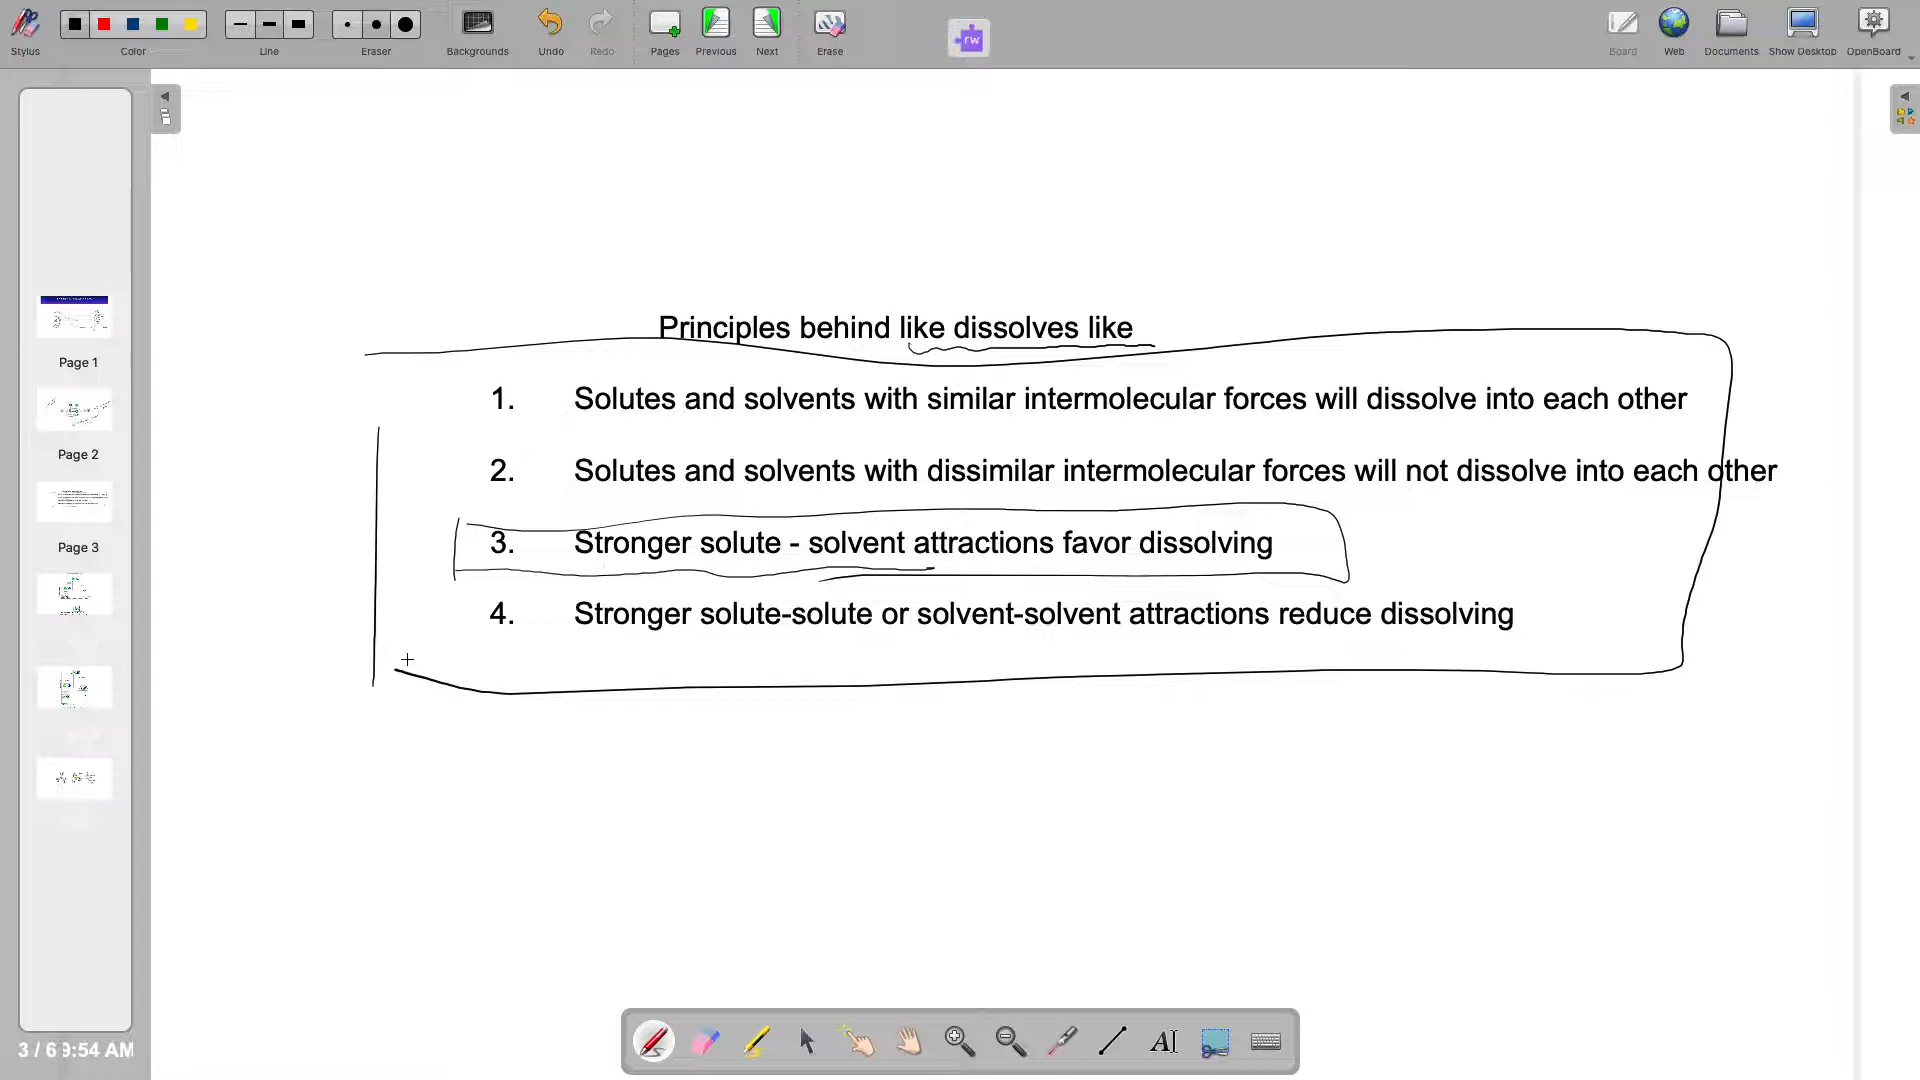 Stylus
Color
Line
Eraser
Backgrounds
Undo
Redo
Pages
Previous
Next
Erase
rw
Board
Web
Documents
Show Desktop
OpenBoard
Page 1
Page 2
Page 3
3 / 6 9:54 AM
Principles behind like dissolves like
1. Solutes and solvents with similar intermolecular forces will dissolve into each other
2. Solutes and solvents with dissimilar intermolecular forces will not dissolve into each other
3. Stronger solute - solvent attractions favor dissolving
4. Stronger solute-solute or solvent-solvent attractions reduce dissolving